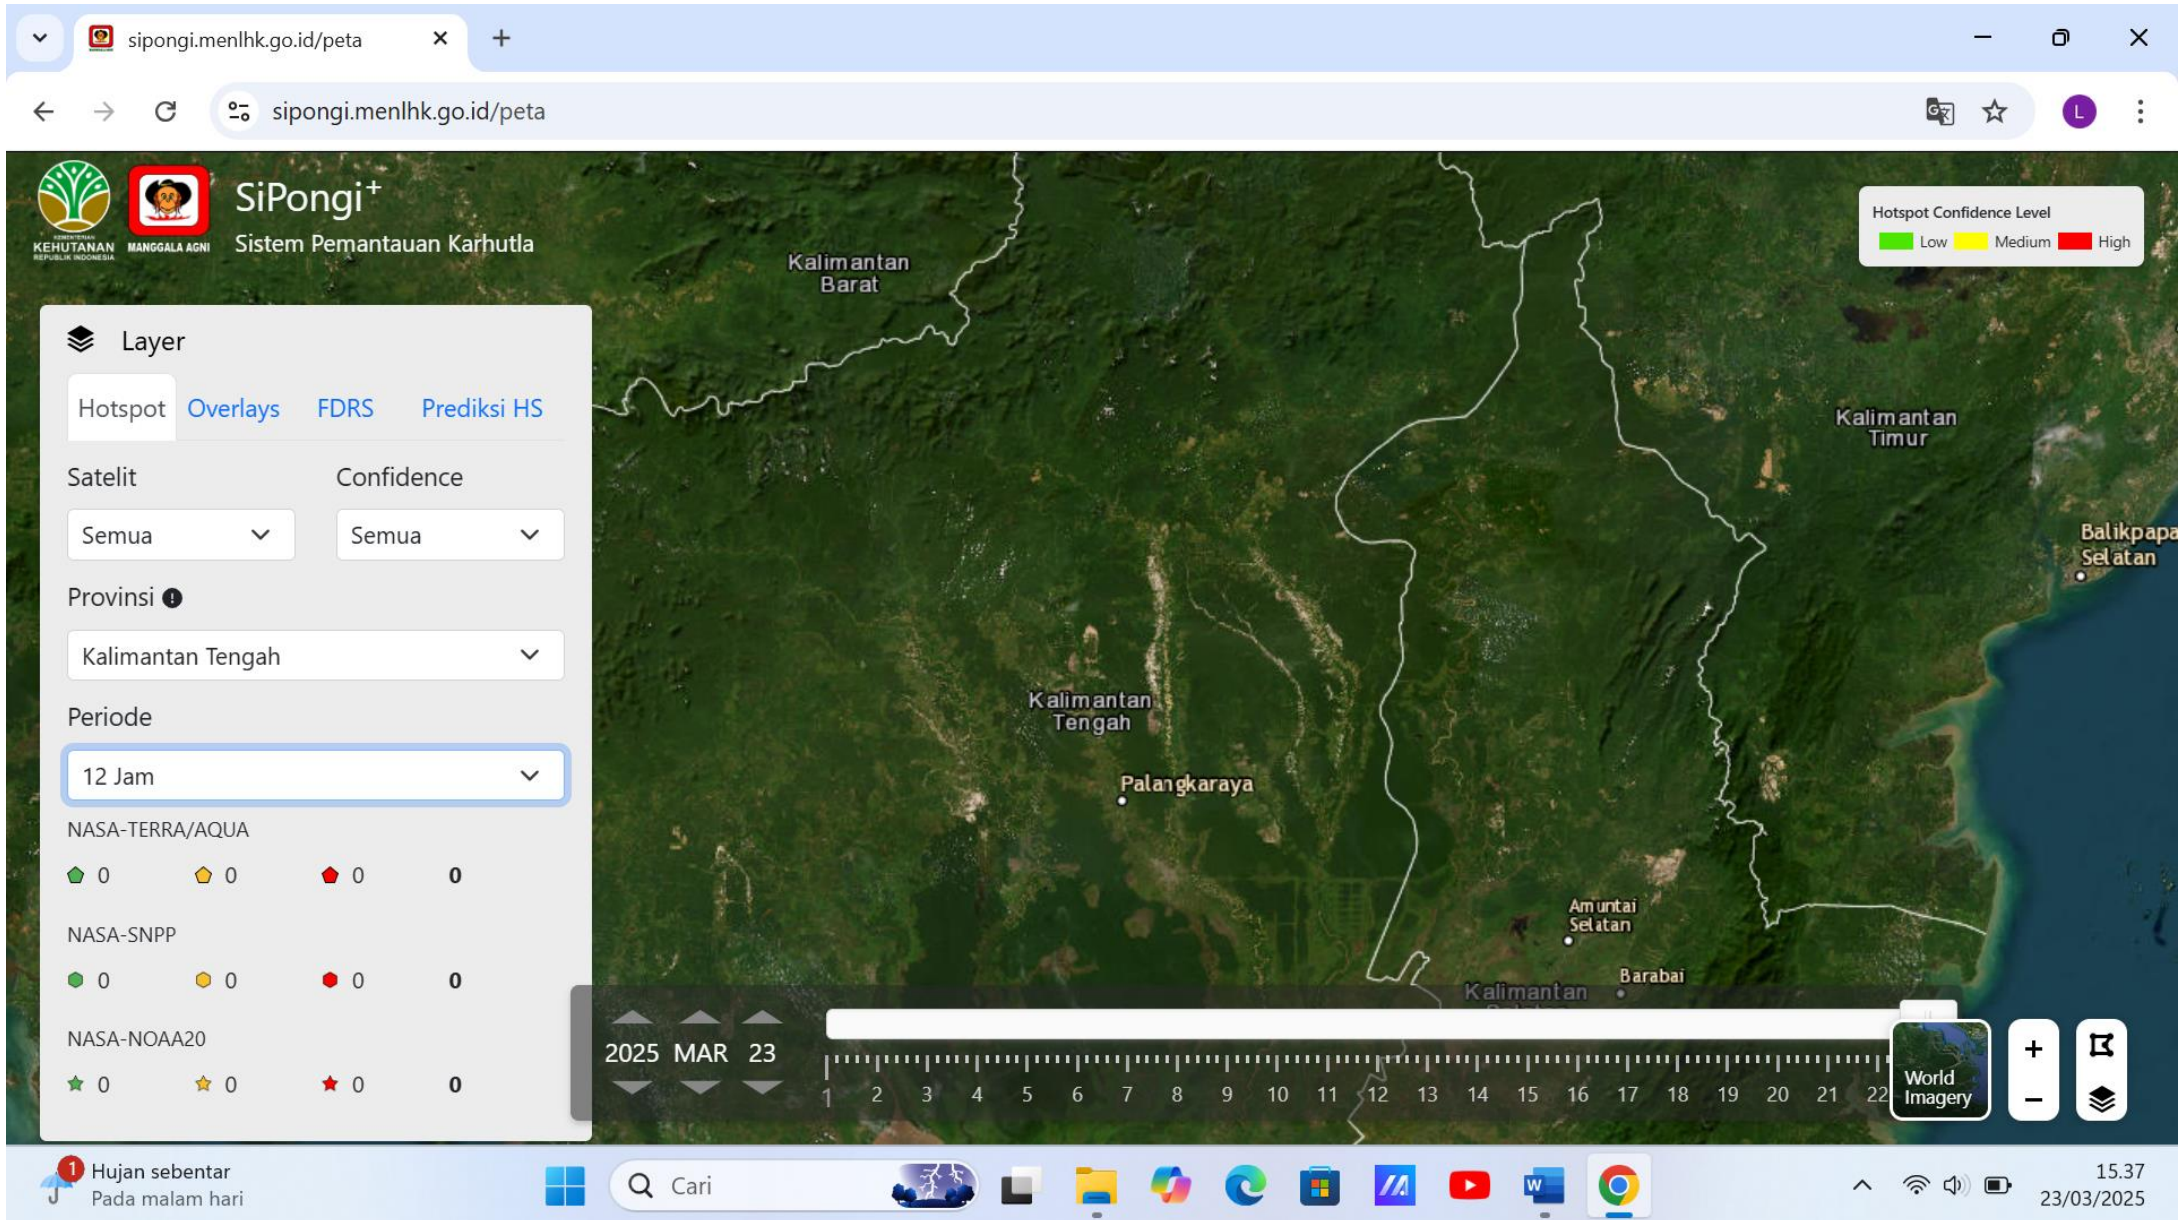 sipongi.menlhk.go.id/peta
sipongi.menlhk.go.id/peta
L
KEMENTERIAN
KEHUTANAN
REPUBLIK INDONESIA
MANGGALA AGNI
SiPongi+
Sistem Pemantauan Karhutla
Layer
Hotspot Overlays FDRS Prediksi HS
Satelit Confidence
Semua Semua
Provinsi
Kalimantan Tengah
Periode
12 Jam
NASA-TERRA/AQUA
0 0 0 0
NASA-SNPP
0 0 0 0
NASA-NOAA20
0 0 0 0
Hotspot Confidence Level
Low Medium High
Kalimantan
Barat
Kalimantan
Timur
Balikpapa
Selatan
Kalimantan
Tengah
Palangkaraya
Amuntai
Selatan
Barabai
Kalimantan
2025 MAR 23
1 2 3 4 5 6 7 8 9 10 11 12 13 14 15 16 17 18 19 20 21 22
World
Imagery
+
−
1
Hujan sebentar
Pada malam hari
Cari
15.37
23/03/2025